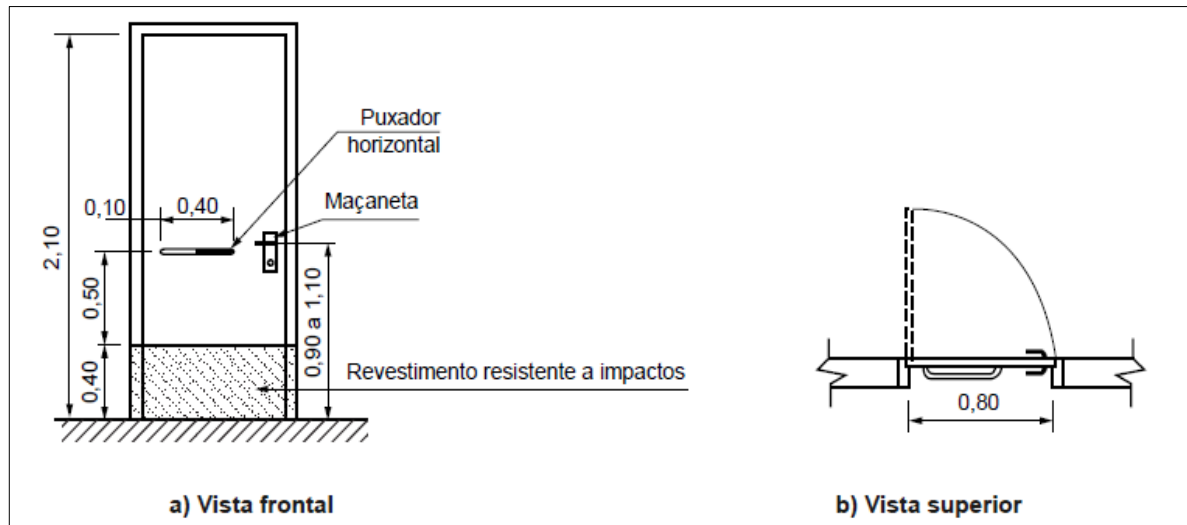 Puxador
horizontal
Maçaneta
0,10
0,40
2,10
0,50
0,90 a 1,10
0,40
Revestimento resistente a impactos
0,80
a) Vista frontal
b) Vista superior